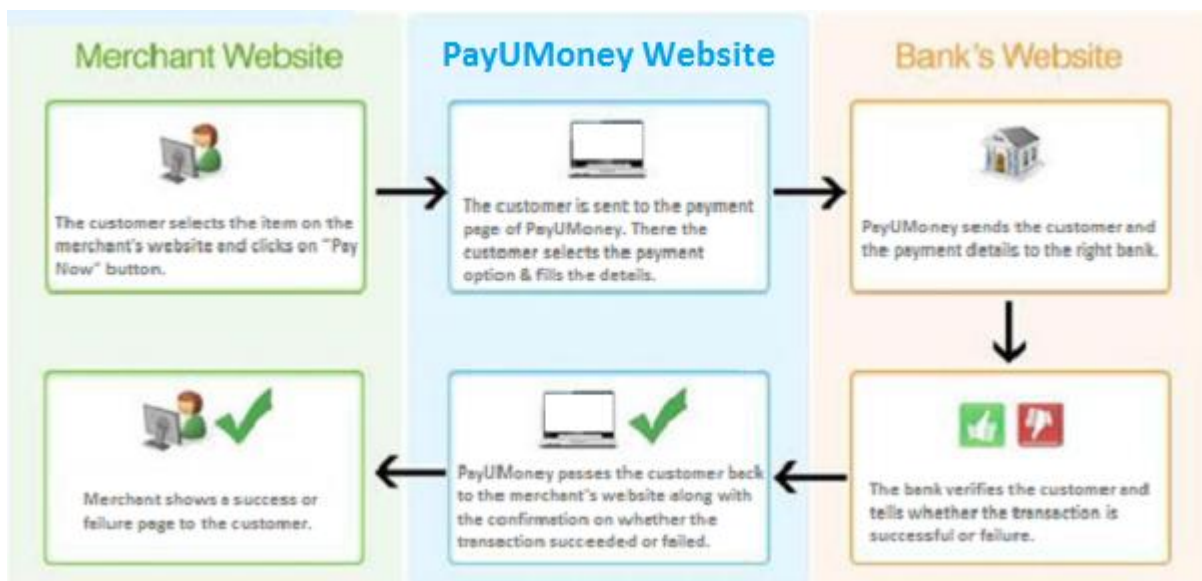 Merchant Website
PayUMoney Website
Bank's Website
The customer selects the item on the
merchant's website and clicks on "Pay
Now" button.
The customer is sent to the payment
page of PayUMoney. There the
customer selects the payment
option & fills the details.
PayUMoney sends the customer and
the payment details to the right bank.
Merchant shows a success or
failure page to the customer.
PayUMoney passes the customer back
to the merchant's website along with
the confirmation on whether the
transaction succeeded or failed.
The bank verifies the customer and
tells whether the transaction is
successful or failure.